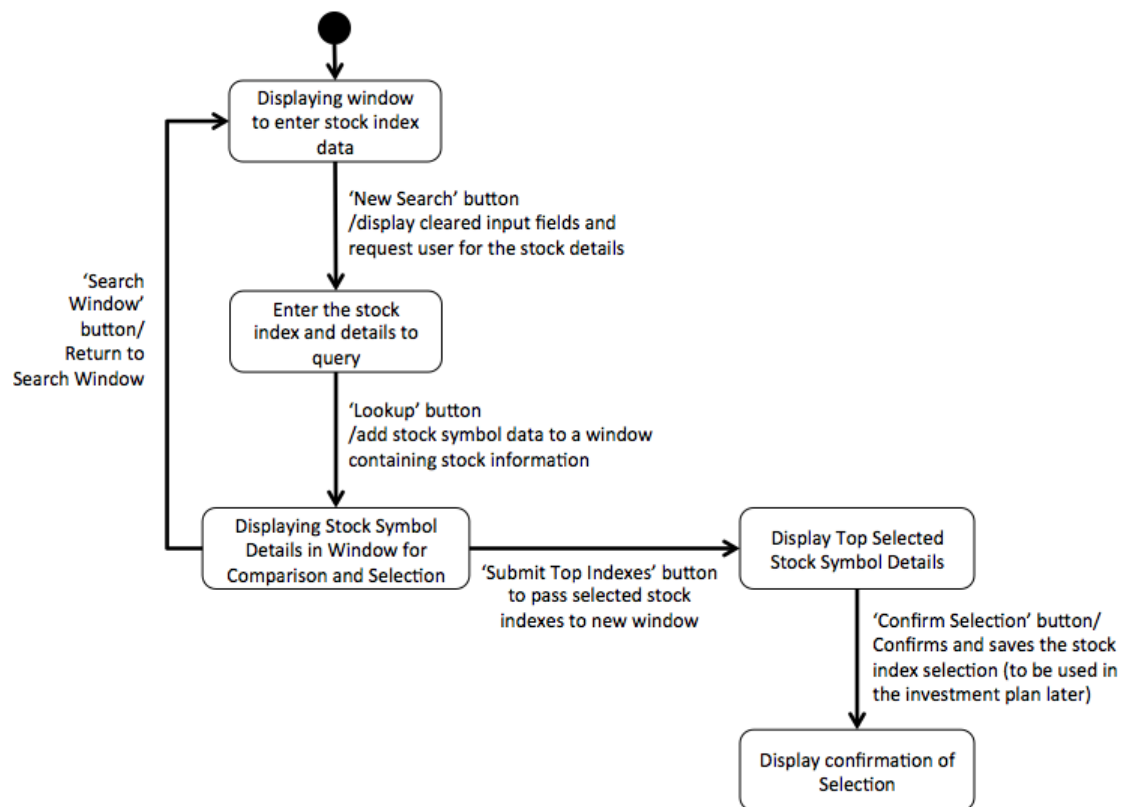 Displaying window
to enter stock index
data
‘New Search’ button
/display cleared input fields and
request user for the stock details
‘Search
Window’
button/
Return to
Search Window
Enter the stock
index and details to
query
‘Lookup’ button
/add stock symbol data to a window
containing stock information
Displaying Stock Symbol
Details in Window for
Comparison and Selection
‘Submit Top Indexes’ button
to pass selected stock
indexes to new window
Display Top Selected
Stock Symbol Details
‘Confirm Selection’ button/
Confirms and saves the stock
index selection (to be used in
the investment plan later)
Display confirmation of
Selection